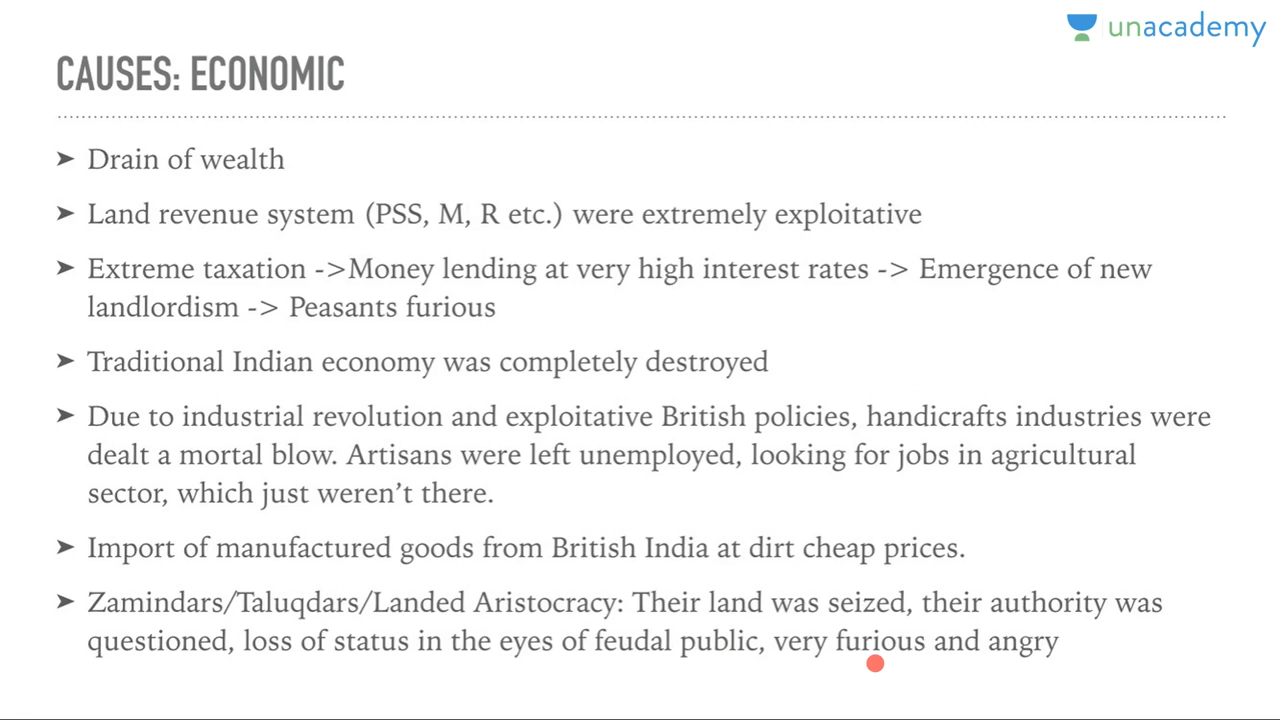 unacademy
CAUSES: ECONOMIC
➤ Drain of wealth
➤ Land revenue system (PSS, M, R etc.) were extremely exploitative
➤ Extreme taxation ->Money lending at very high interest rates -> Emergence of new
landlordism -> Peasants furious
➤ Traditional Indian economy was completely destroyed
➤ Due to industrial revolution and exploitative British policies, handicrafts industries were
dealt a mortal blow. Artisans were left unemployed, looking for jobs in agricultural
sector, which just weren’t there.
➤ Import of manufactured goods from British India at dirt cheap prices.
➤ Zamindars/Taluqdars/Landed Aristocracy: Their land was seized, their authority was
questioned, loss of status in the eyes of feudal public, very furious and angry